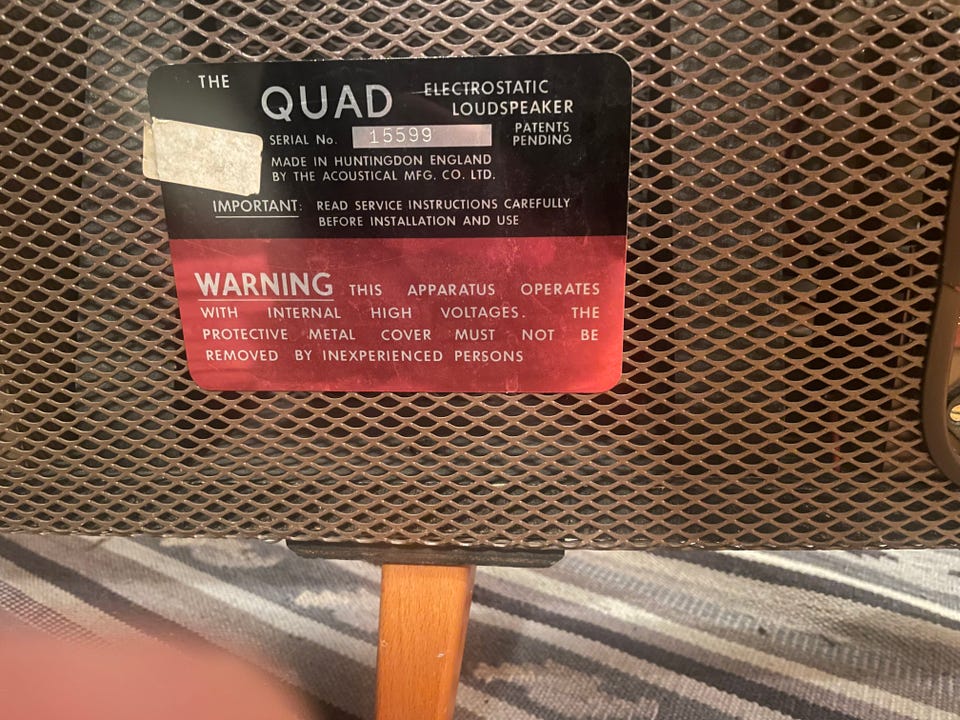 THE QUAD ELECTROSTATIC LOUDSPEAKER
SERIAL No. 15599 PATENTS PENDING
MADE IN HUNTINGDON ENGLAND
BY THE ACOUSTICAL MFG. CO. LTD.
IMPORTANT: READ SERVICE INSTRUCTIONS CAREFULLY
BEFORE INSTALLATION AND USE
WARNING THIS APPARATUS OPERATES
WITH INTERNAL HIGH VOLTAGES. THE
PROTECTIVE METAL COVER MUST NOT BE
REMOVED BY INEXPERIENCED PERSONS